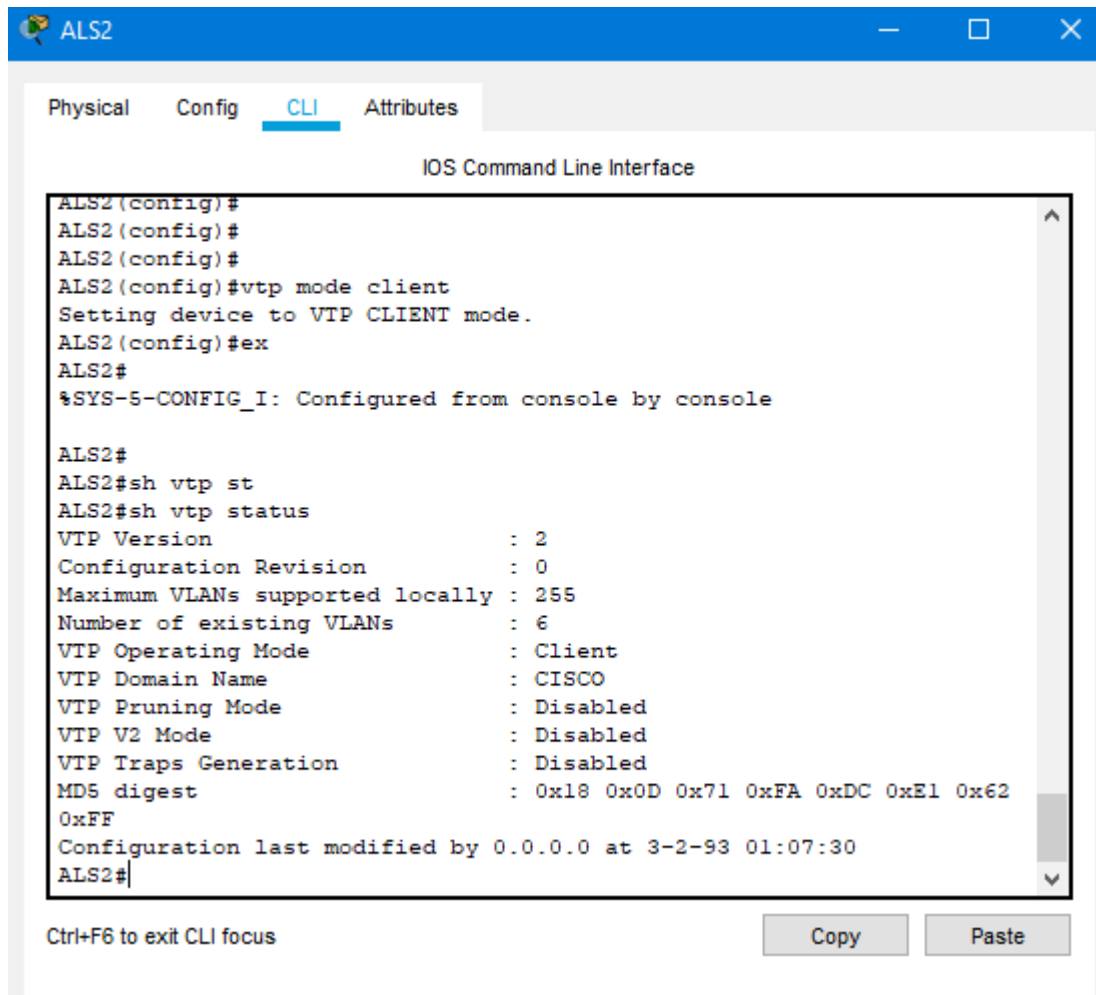 ALS2
Physical Config CLI Attributes
IOS Command Line Interface
ALS2(config)#
ALS2(config)#
ALS2(config)#
ALS2(config)#vtp mode client
Setting device to VTP CLIENT mode.
ALS2(config)#ex
ALS2#
%SYS-5-CONFIG_I: Configured from console by console
ALS2#
ALS2#sh vtp st
ALS2#sh vtp status
VTP Version : 2
Configuration Revision : 0
Maximum VLANs supported locally : 255
Number of existing VLANs : 6
VTP Operating Mode : Client
VTP Domain Name : CISCO
VTP Pruning Mode : Disabled
VTP V2 Mode : Disabled
VTP Traps Generation : Disabled
MD5 digest : 0x18 0x0D 0x71 0xFA 0xDC 0xE1 0x62
0xFF
Configuration last modified by 0.0.0.0 at 3-2-93 01:07:30
ALS2#
Ctrl+F6 to exit CLI focus Copy Paste